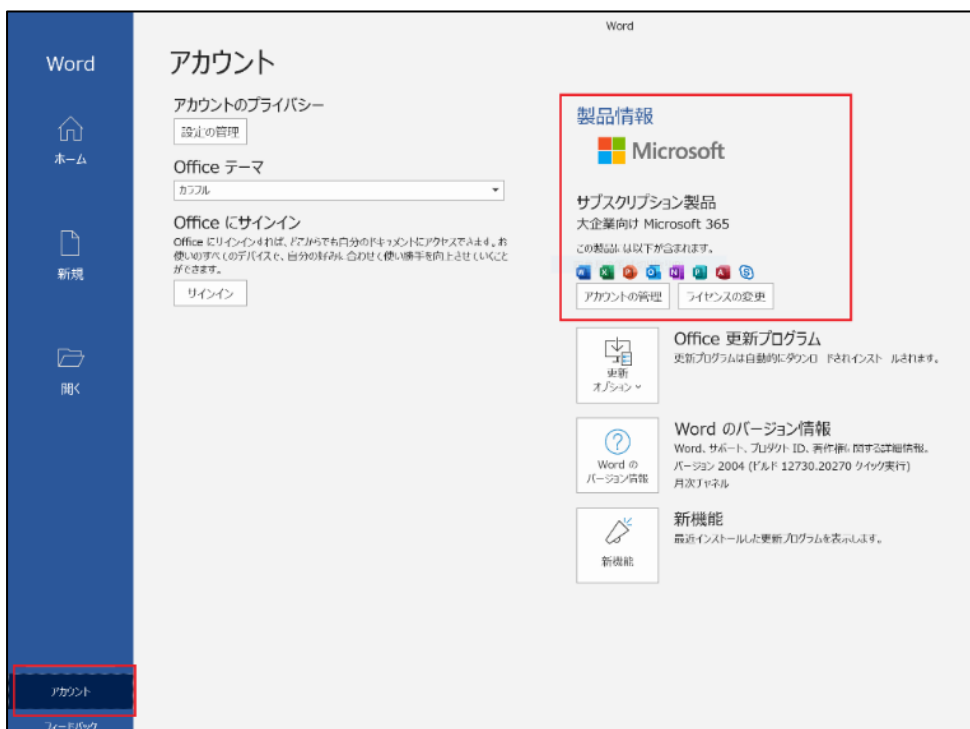 Word
Word
ホーム
新規
開く
アカウント
フィードバック
アカウント
アカウントのプライバシー
設定の管理
Office テーマ
カラフル
Office にサインイン
Office にサインインすれば、どこからでも自分のドキュメントにアクセスできます。お
使いのすべてのデバイスで、自分の好みに合わせて使い勝手を向上させていくこと
ができます。
サインイン
製品情報
Microsoft
サブスクリプション製品
大企業向け Microsoft 365
この製品には以下が含まれます。
アカウントの管理
ライセンスの変更
更新
オプション
Office 更新プログラム
更新プログラムは自動的にダウンロードされインストールされます。
Word の
バージョン情報
Word のバージョン情報
Word、サポート、プロダクト ID、著作権に関する詳細情報。
バージョン 2004 (ビルド 12730.20270 クイック実行)
月次チャネル
新機能
新機能
最近インストールした更新プログラムを表示します。